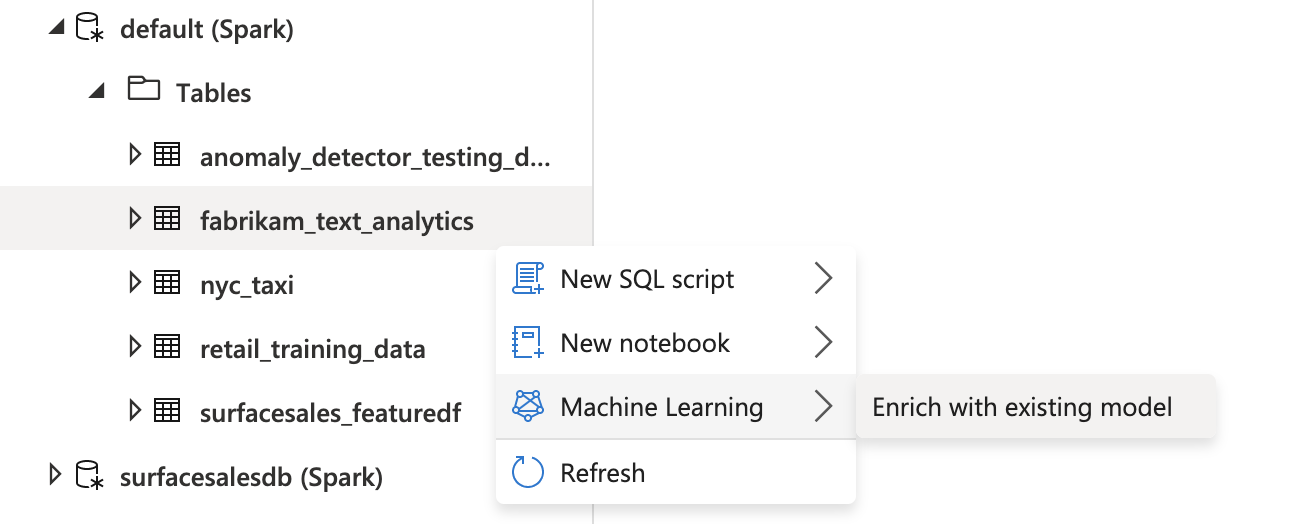 default (Spark)
Tables
anomaly_detector_testing_d...
fabrikam_text_analytics
nyc_taxi
retail_training_data
surfacesales_featuredf
surfacesalesdb (Spark)
New SQL script
New notebook
Machine Learning
Enrich with existing model
Refresh